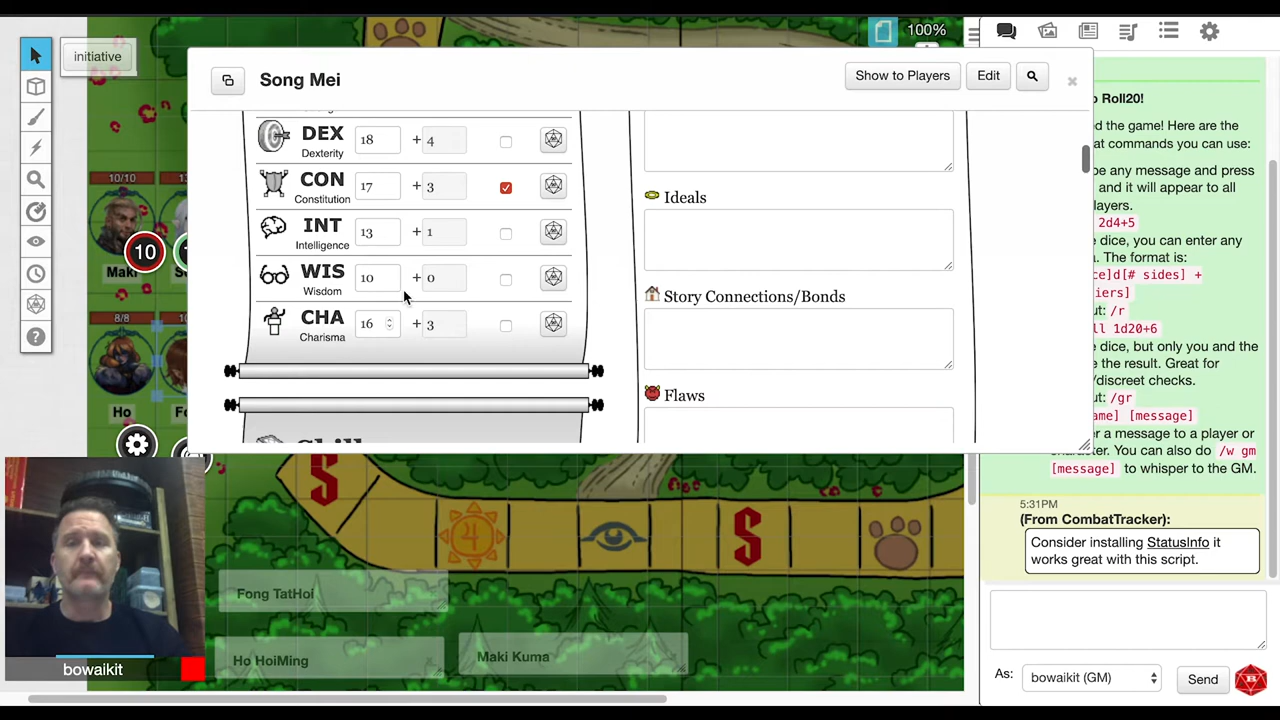 initiative
100%
Song Mei
Show to Players
Edit
DEX
Dexterity
18
+
4
CON
Constitution
17
+
3
INT
Intelligence
13
+
1
WIS
Wisdom
10
+
0
CHA
Charisma
16
+
3
Ideals
Story Connections/Bonds
Flaws
10/10
10
Maki
8/8
Ho
S
S
Fong TatHoi
Ho HoiMing
Maki Kuma
bowaikit
o Roll20!
ed the game! Here are the
at commands you can use:
pe any message and press
and it will appear to all
layers.
2d4+5
e dice, you can enter any
a. The format is:
ce]d[# sides] +
iers]
ut: /r
ll 1d20+6
e dice, but only you and the
e the result. Great for
/discreet checks.
ut: /gr
ame] [message]
er a message to a player or
character. You can also do /w gm
[message] to whisper to the GM.
5:31PM
(From CombatTracker):
Consider installing StatusInfo it
works great with this script.
As:
bowaikit (GM)
Send